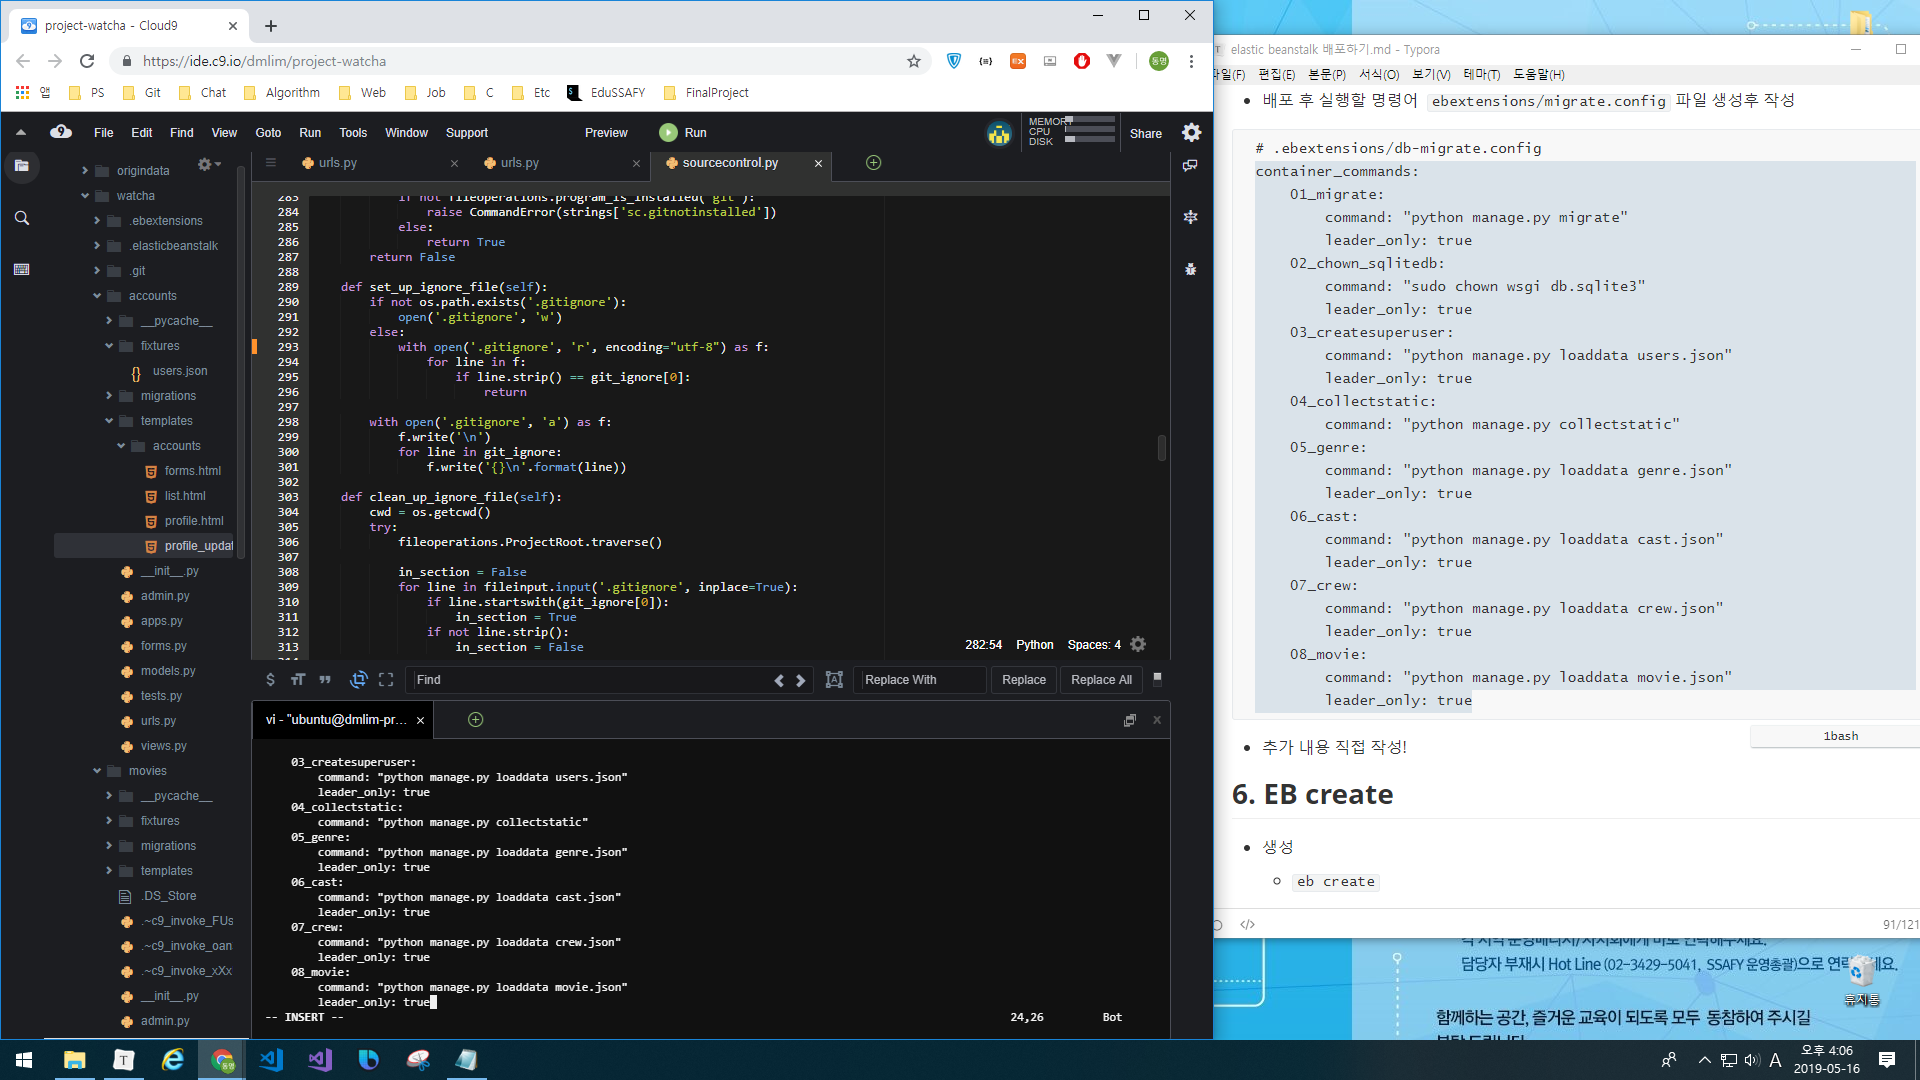 project-watcha - Cloud9
https://ide.c9.io/dmlim/project-watcha
앱 PS Git Chat Algorithm Web Job C Etc EduSSAFY FinalProject
File Edit Find View Goto Run Tools Window Support Preview Run MEMORY CPU DISK Share
origindata
watcha
.ebextensions
.elasticbeanstalk
.git
accounts
__pycache__
fixtures
users.json
migrations
templates
accounts
forms.html
list.html
profile.html
profile_updat
__init__.py
admin.py
apps.py
forms.py
models.py
tests.py
urls.py
views.py
movies
__pycache__
fixtures
migrations
templates
.DS_Store
.~c9_invoke_FUs
.~c9_invoke_oan
.~c9_invoke_xXx
__init__.py
admin.py
urls.py urls.py sourcecontrol.py
283 if not fileoperations.program_is_installed('git'):
284 raise CommandError(strings['sc.gitnotinstalled'])
285 else:
286 return True
287 return False
288
289 def set_up_ignore_file(self):
290 if not os.path.exists('.gitignore'):
291 open('.gitignore', 'w')
292 else:
293 with open('.gitignore', 'r', encoding="utf-8") as f:
294 for line in f:
295 if line.strip() == git_ignore[0]:
296 return
297
298 with open('.gitignore', 'a') as f:
299 f.write('\n')
300 for line in git_ignore:
301 f.write('{}\n'.format(line))
302
303 def clean_up_ignore_file(self):
304 cwd = os.getcwd()
305 try:
306 fileoperations.ProjectRoot.traverse()
307
308 in_section = False
309 for line in fileinput.input('.gitignore', inplace=True):
310 if line.startswith(git_ignore[0]):
311 in_section = True
312 if not line.strip():
313 in_section = False
282:54 Python Spaces: 4
Find Replace With Replace Replace All
vi - "ubuntu@dmlim-pr...
03_createsuperuser:
command: "python manage.py loaddata users.json"
leader_only: true
04_collectstatic:
command: "python manage.py collectstatic"
05_genre:
command: "python manage.py loaddata genre.json"
leader_only: true
06_cast:
command: "python manage.py loaddata cast.json"
leader_only: true
07_crew:
command: "python manage.py loaddata crew.json"
leader_only: true
08_movie:
command: "python manage.py loaddata movie.json"
leader_only: true
-- INSERT -- 24,26 Bot
elastic beanstalk 배포하기.md - Typora
파일(F) 편집(E) 본문(P) 서식(O) 보기(V) 테마(T) 도움말(H)
배포 후 실행할 명령어 ebextensions/migrate.config 파일 생성후 작성
# .ebextensions/db-migrate.config
container_commands:
01_migrate:
command: "python manage.py migrate"
leader_only: true
02_chown_sqlitedb:
command: "sudo chown wsgi db.sqlite3"
leader_only: true
03_createsuperuser:
command: "python manage.py loaddata users.json"
leader_only: true
04_collectstatic:
command: "python manage.py collectstatic"
05_genre:
command: "python manage.py loaddata genre.json"
leader_only: true
06_cast:
command: "python manage.py loaddata cast.json"
leader_only: true
07_crew:
command: "python manage.py loaddata crew.json"
leader_only: true
08_movie:
command: "python manage.py loaddata movie.json"
leader_only: true
1bash
추가 내용 직접 작성!
6. EB create
생성
eb create
91/121
담당자 부재시 Hot Line (02-3429-5041, SSAFY 운영총괄)으로
휴지통
함께하는 공간, 즐거운 교육이 되도록 모두 동참하여 주시길
A 오후 4:06
2019-05-16